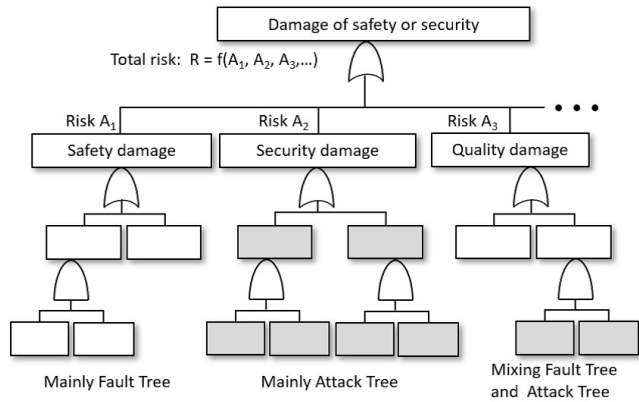 Damage of safety or security
Total risk: R = f(A₁, A₂, A₃,...)
Risk A₁
Risk A₂
Risk A₃
Safety damage
Security damage
Quality damage
Mainly Fault Tree
Mainly Attack Tree
Mixing Fault Tree
and Attack Tree